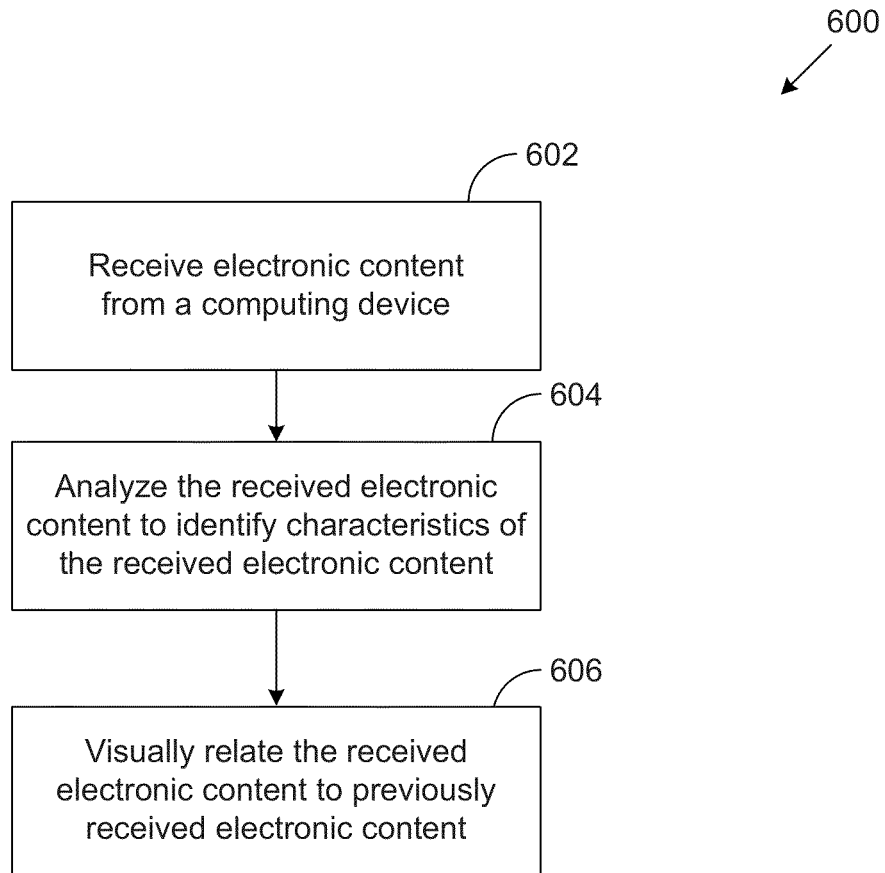 600
602
Receive electronic content
from a computing device
604
Analyze the received electronic
content to identify characteristics of
the received electronic content
606
Visually relate the received
electronic content to previously
received electronic content